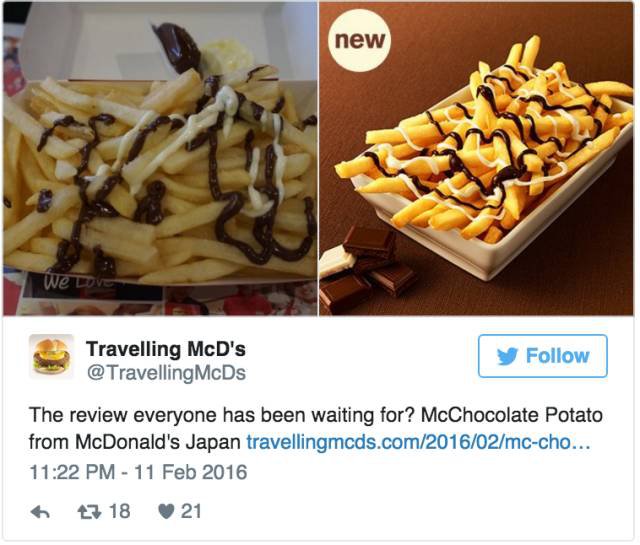 new
We Love
Travelling McD's
@TravellingMcDs
Follow
The review everyone has been waiting for? McChocolate Potato
from McDonald's Japan travellingmcds.com/2016/02/mc-cho...
11:22 PM - 11 Feb 2016
18 21